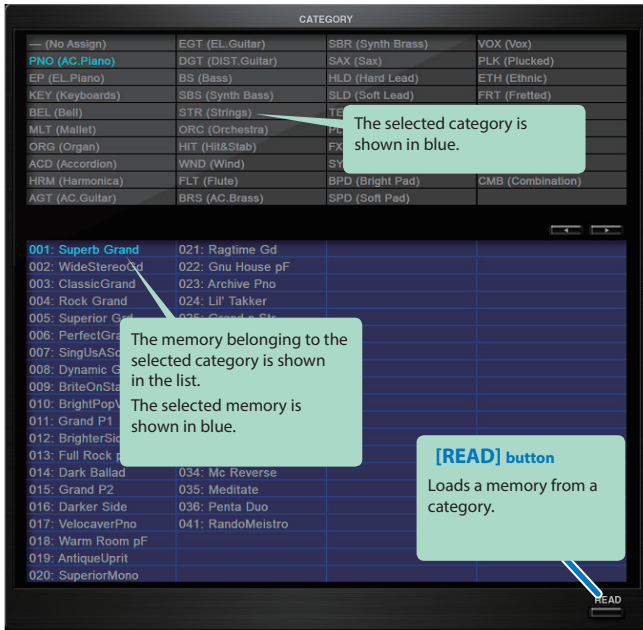 CATEGORY
--- (No Assign)
PNO (AC.Piano)
EP (EL.Piano)
KEY (Keyboards)
BEL (Bell)
MLT (Mallet)
ORG (Organ)
ACD (Accordion)
HRM (Harmonica)
AGT (AC.Guitar)
EGT (EL.Guitar)
DGT (DIST.Guitar)
BS (Bass)
SBS (Synth Bass)
STR (Strings)
ORC (Orchestra)
HIT (Hit&Stab)
WND (Wind)
FLT (Flute)
BRS (AC.Brass)
SBR (Synth Brass)
SAX (Sax)
HLD (Hard Lead)
SLD (Soft Lead)
TE
FX
SY
BPD (Bright Pad)
SPD (Soft Pad)
VOX (Vox)
PLK (Plucked)
ETH (Ethnic)
FRT (Fretted)
CMB (Combination)
The selected category is
shown in blue.
001: Superb Grand
002: WideStereoGd
003: ClassicGrand
004: Rock Grand
005: Superior Grd
006: PerfectGra
007: SingUsASo
008: Dynamic G
009: BriteOnSta
010: BrightPopV
011: Grand P1
012: BrighterSid
013: Full Rock p
014: Dark Ballad
015: Grand P2
016: Darker Side
017: VelocaverPno
018: Warm Room pF
019: AntiqueUprit
020: SuperiorMono
021: Ragtime Gd
022: Gnu House pF
023: Archive Pno
024: Lil' Takker
025: Grand n Str
034: Mc Reverse
035: Meditate
036: Penta Duo
041: RandoMeistro
The memory belonging to the
selected category is shown
in the list.
The selected memory is
shown in blue.
[READ] button
Loads a memory from a
category.
READ